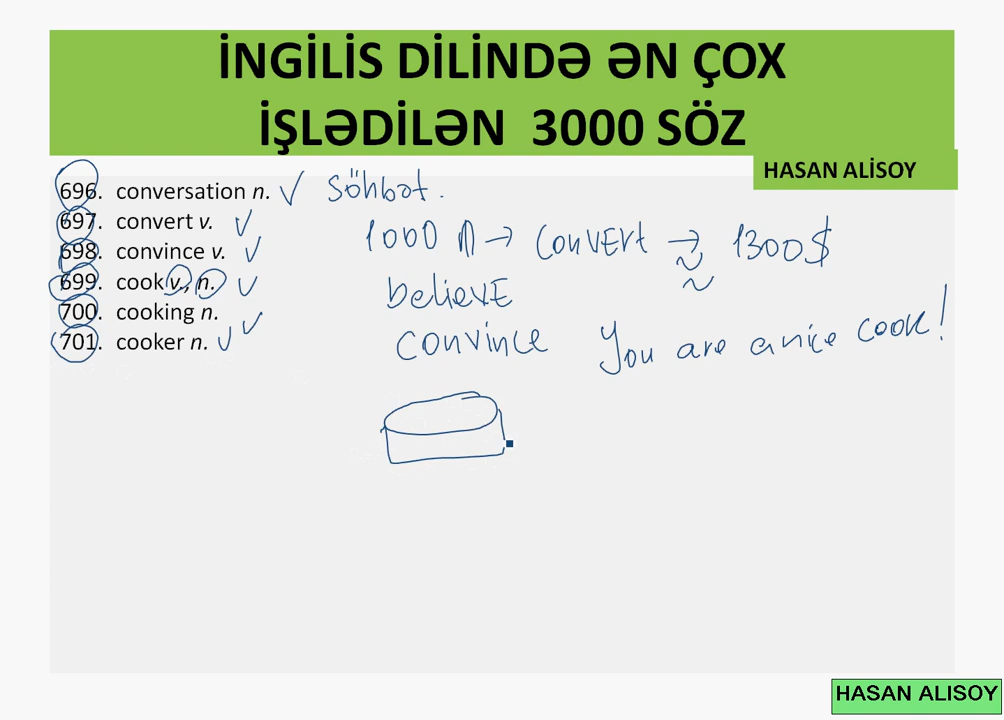 İNGİLİS DİLİNDƏ ƏN ÇOX
İŞLƏDİLƏN 3000 SÖZ
HASAN ALİSOY
696. conversation n. ✓ Söhbət.
697. convert v. ✓ 1000 → convert → 1300$
698. convince v. ✓
699. cook v., n. ✓ believe
700. cooking n. ✓
701. cooker n. ✓ convince You are a nice cook!
HASAN ALISOY